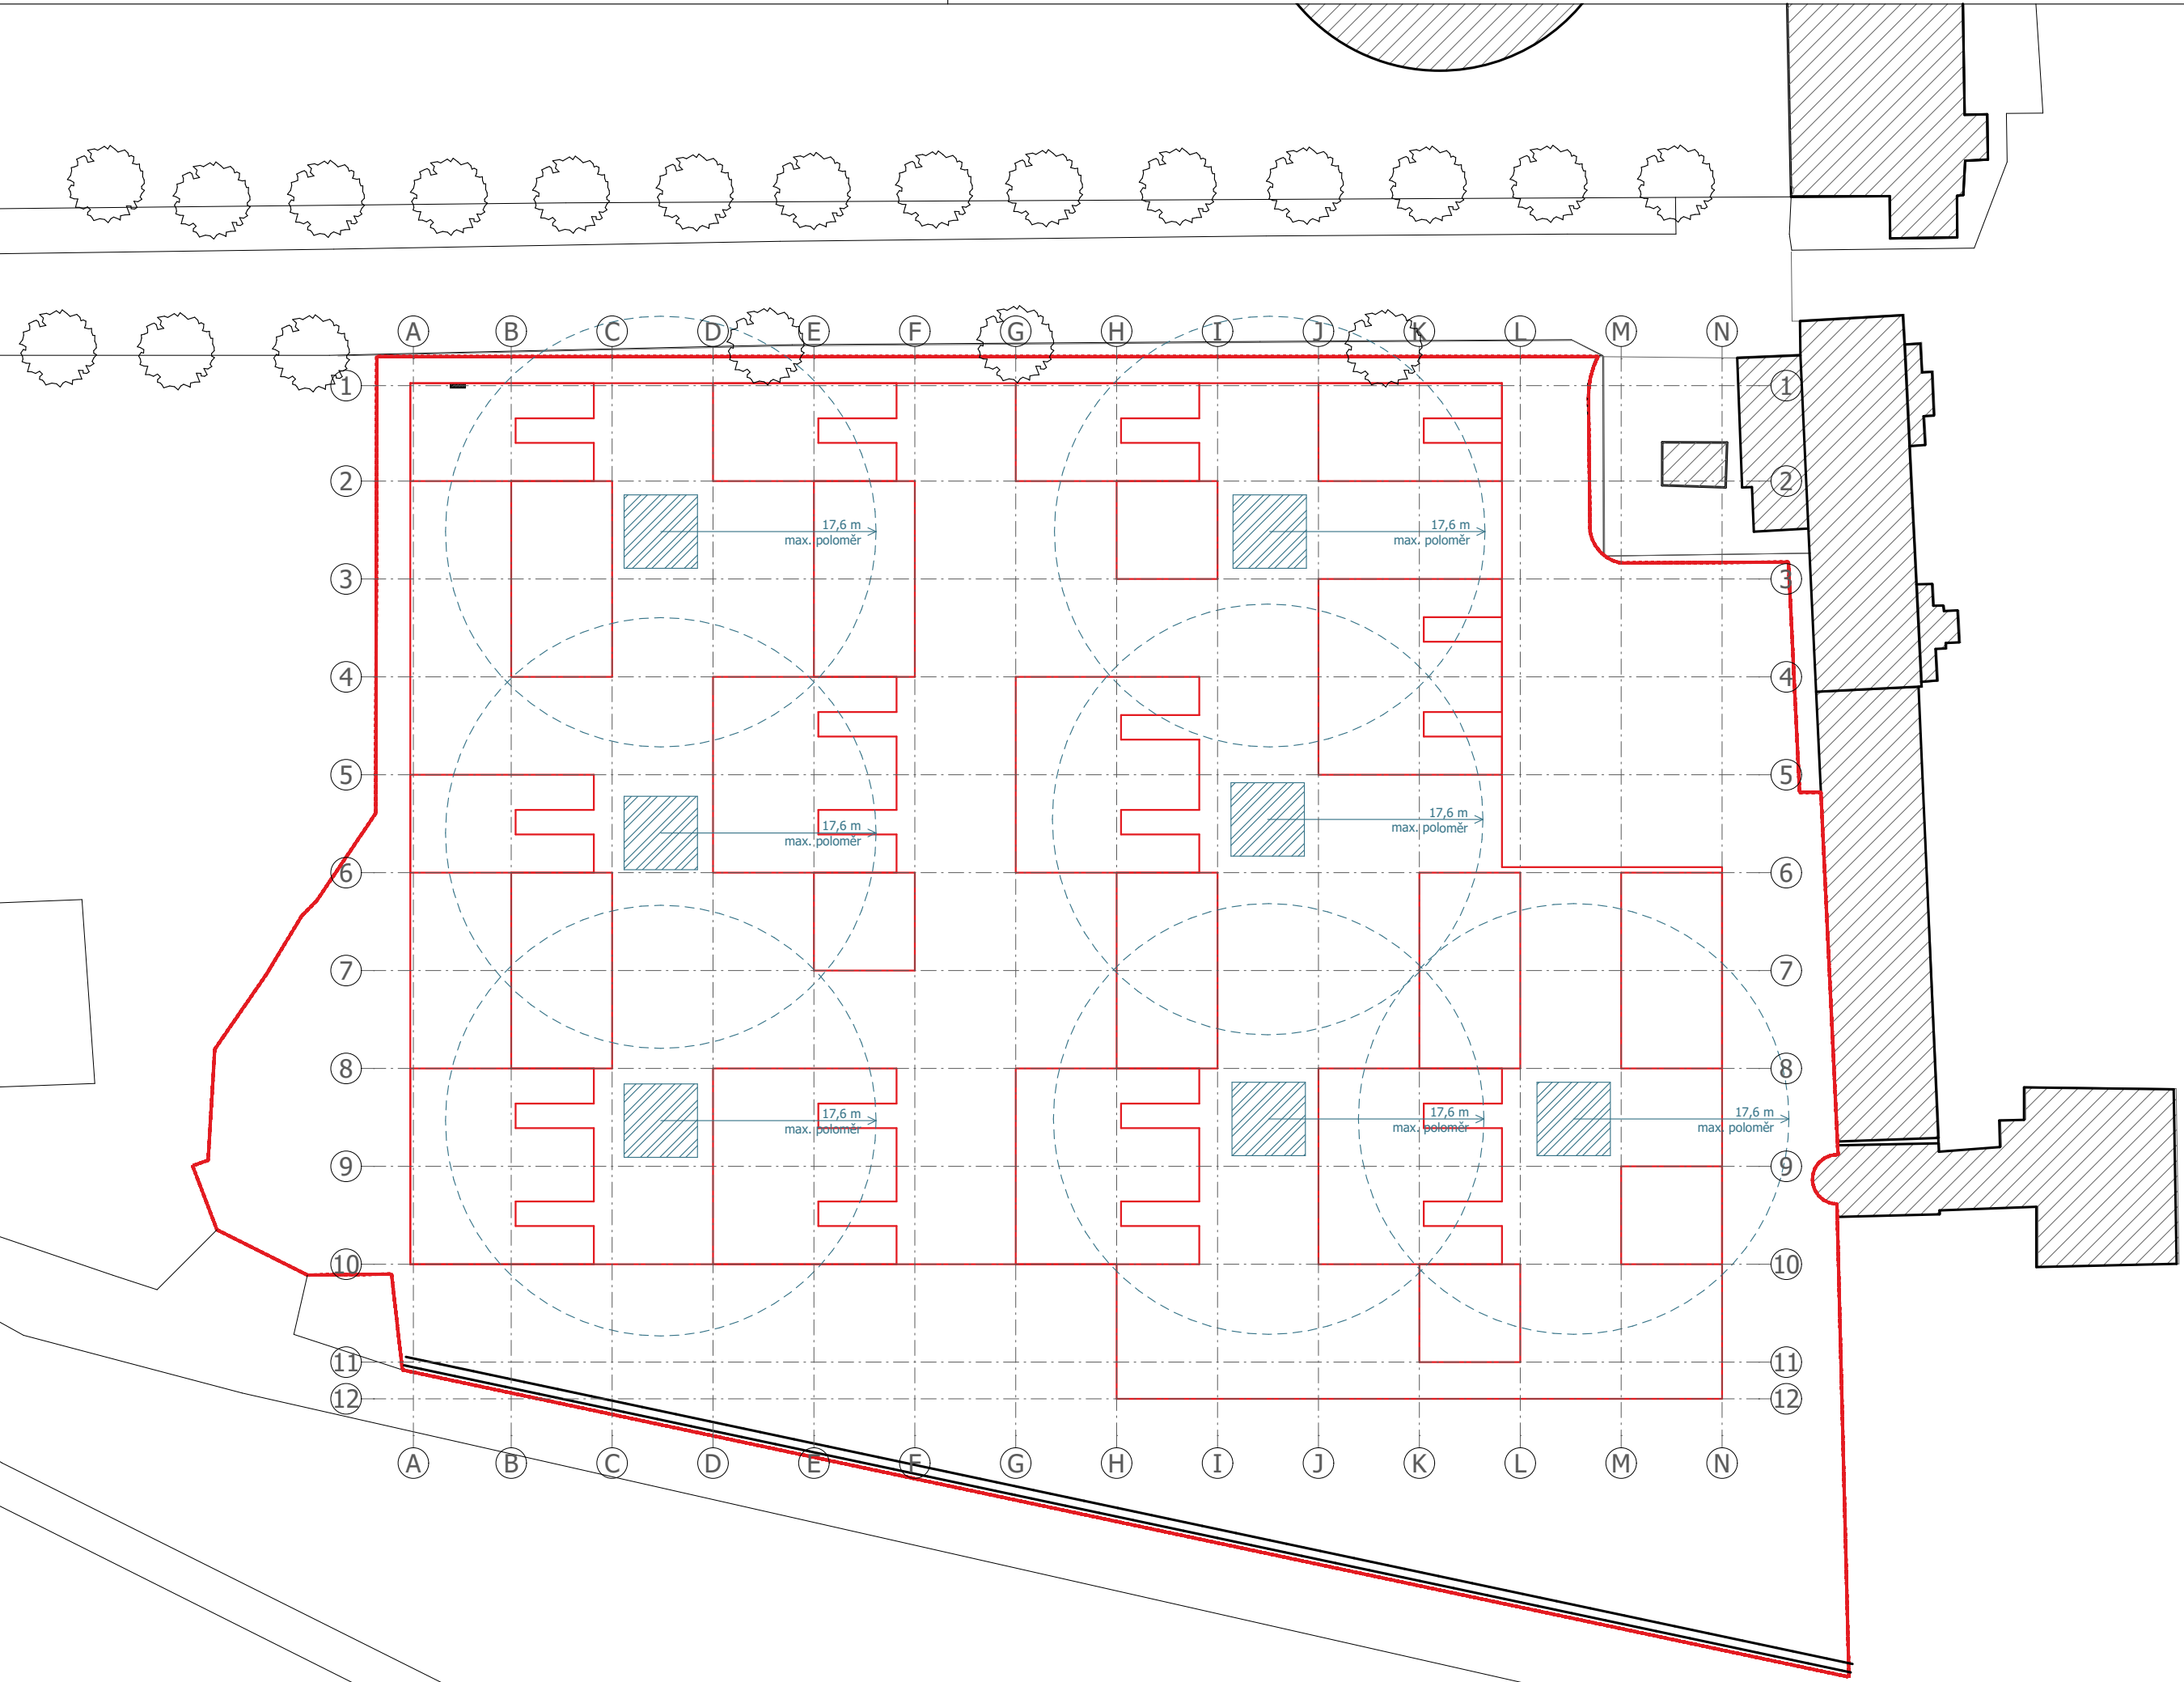 A B C D E F G H I J K L M N
1 1
2 2
17,6 m 17,6 m
max. poloměr max. poloměr
3 3
4 4
5 5
17,6 m 17,6 m
max. poloměr max. poloměr
6 6
7 7
8 8
17,6 m 17,6 m 17,6 m
max. poloměr max. poloměr max. poloměr
9 9
10 10
11 11
12 12
A B C D E F G H I J K L M N